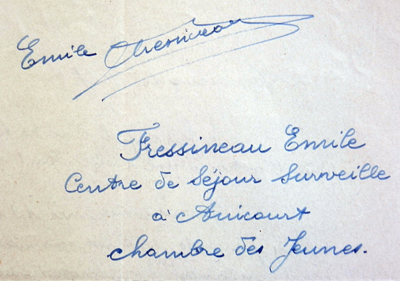 Emile
Fressineau Emile
Centre de Séjour Surveille
à Aincourt
chambre des Jeunes.